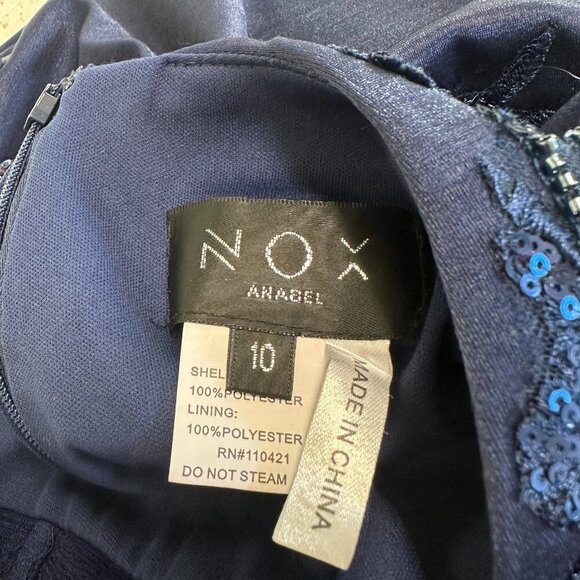 NOX
ANABEL
10
SHEL
100%POLYESTER
LINING:
100%POLYESTER
RN#110421
DO NOT STEAM
MADE IN CHINA